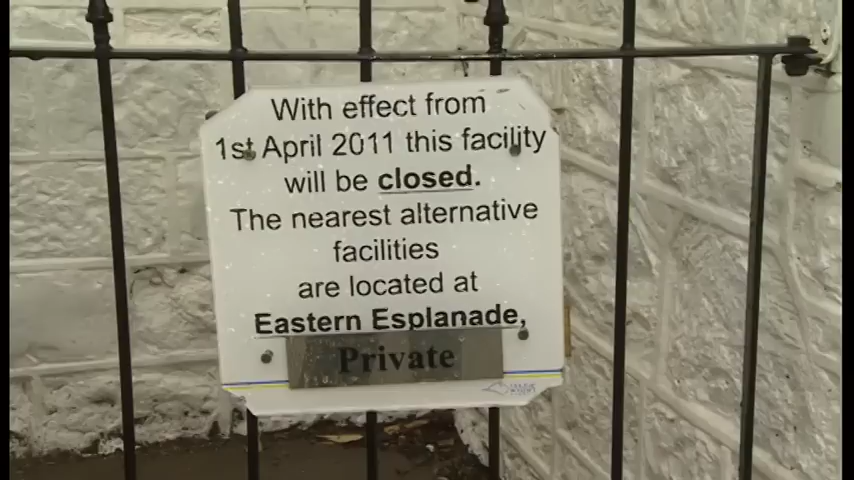 With effect from
1st April 2011 this facility
will be closed.
The nearest alternative
facilities
are located at
Eastern Esplanade,
Private